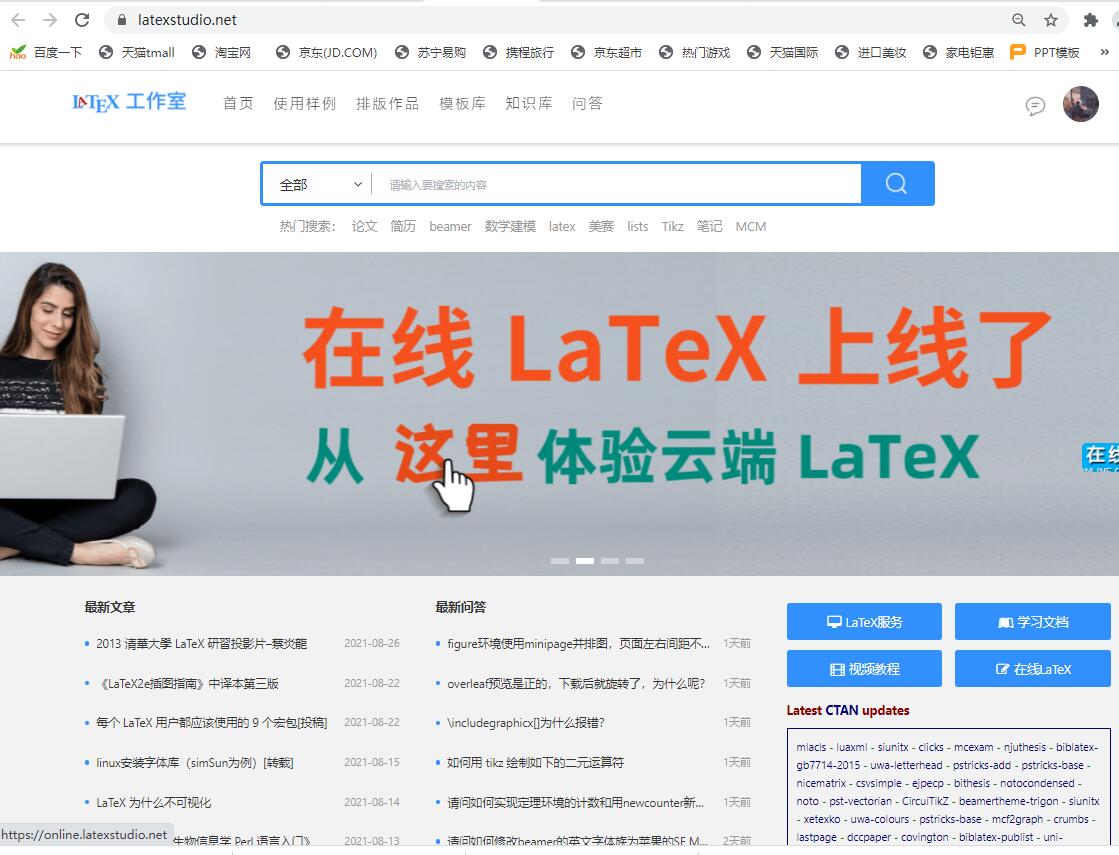 latexstudio.net
百度一下 天猫tmall 淘宝网 京东(JD.COM) 苏宁易购 携程旅行 京东超市 热门游戏 天猫国际 进口美妆 家电钜惠 PPT模板 »
LATEX 工作室 首页 使用样例 排版作品 模板库 知识库 问答
全部 请输入要搜索的内容
热门搜索： 论文 简历 beamer 数学建模 latex 美赛 lists Tikz 笔记 MCM
在线 LaTeX 上线了
从 这里 体验云端 LaTeX
在线
最新文章
2013 清華大學 LaTeX 研習投影片–蔡炎龍 2021-08-26
《LaTeX2e插图指南》中译本第三版 2021-08-22
每个 LaTeX 用户都应该使用的 9 个宏包[投稿] 2021-08-22
linux安装字体库（simSun为例）[转载] 2021-08-15
LaTeX 为什么不可视化 2021-08-14
生物信息学 Perl 语言入门》 2021-08-13
最新问答
figure环境使用minipage并排图，页面左右间距不... 1天前
overleaf预览是正的，下载后就旋转了，为什么呢? 1天前
\includegraphicx[]为什么报错? 1天前
如何用 tikz 绘制如下的二元运算符 1天前
请问如何实现定理环境的计数和用newcounter新... 1天前
请问如何修改beamer的英文字体族为苹果的SF M... 2天前
LaTeX服务 学习文档
视频教程 在线LaTeX
Latest CTAN updates
mlacls - luaxml - siunitx - clicks - mcexam - njuthesis - biblatex-
gb7714-2015 - uwa-letterhead - pstricks-add - pstricks-base -
nicematrix - csvsimple - ejpecp - bithesis - notocondensed -
noto - pst-vectorian - CircuiTikZ - beamertheme-trigon - siunitx
- xetexko - uwa-colours - pstricks-base - mcf2graph - crumbs -
lastpage - dccpaper - covington - biblatex-publist - uni-
https://online.latexstudio.net